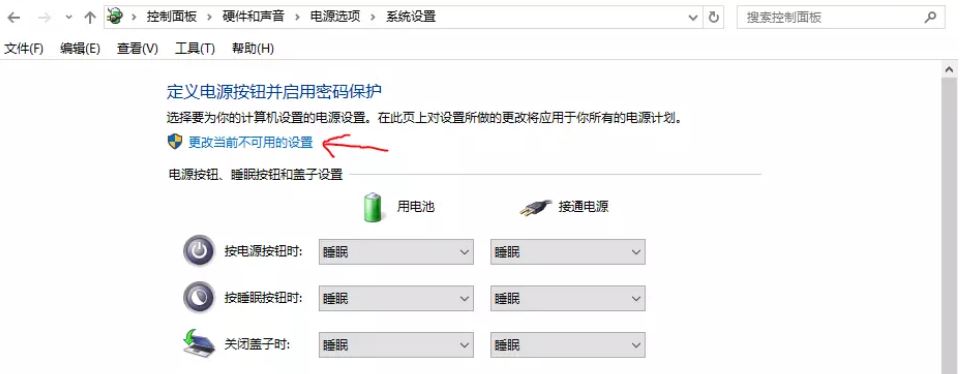 控制面板 > 硬件和声音 > 电源选项 > 系统设置
搜索控制面板
文件(F) 编辑(E) 查看(V) 工具(T) 帮助(H)
定义电源按钮并启用密码保护
选择要为你的计算机设置的电源设置。在此页上对设置所做的更改将应用于你所有的电源计划。
更改当前不可用的设置
电源按钮、睡眠按钮和盖子设置
用电池 接通电源
按电源按钮时: 睡眠 睡眠
按睡眠按钮时: 睡眠 睡眠
关闭盖子时: 睡眠 睡眠